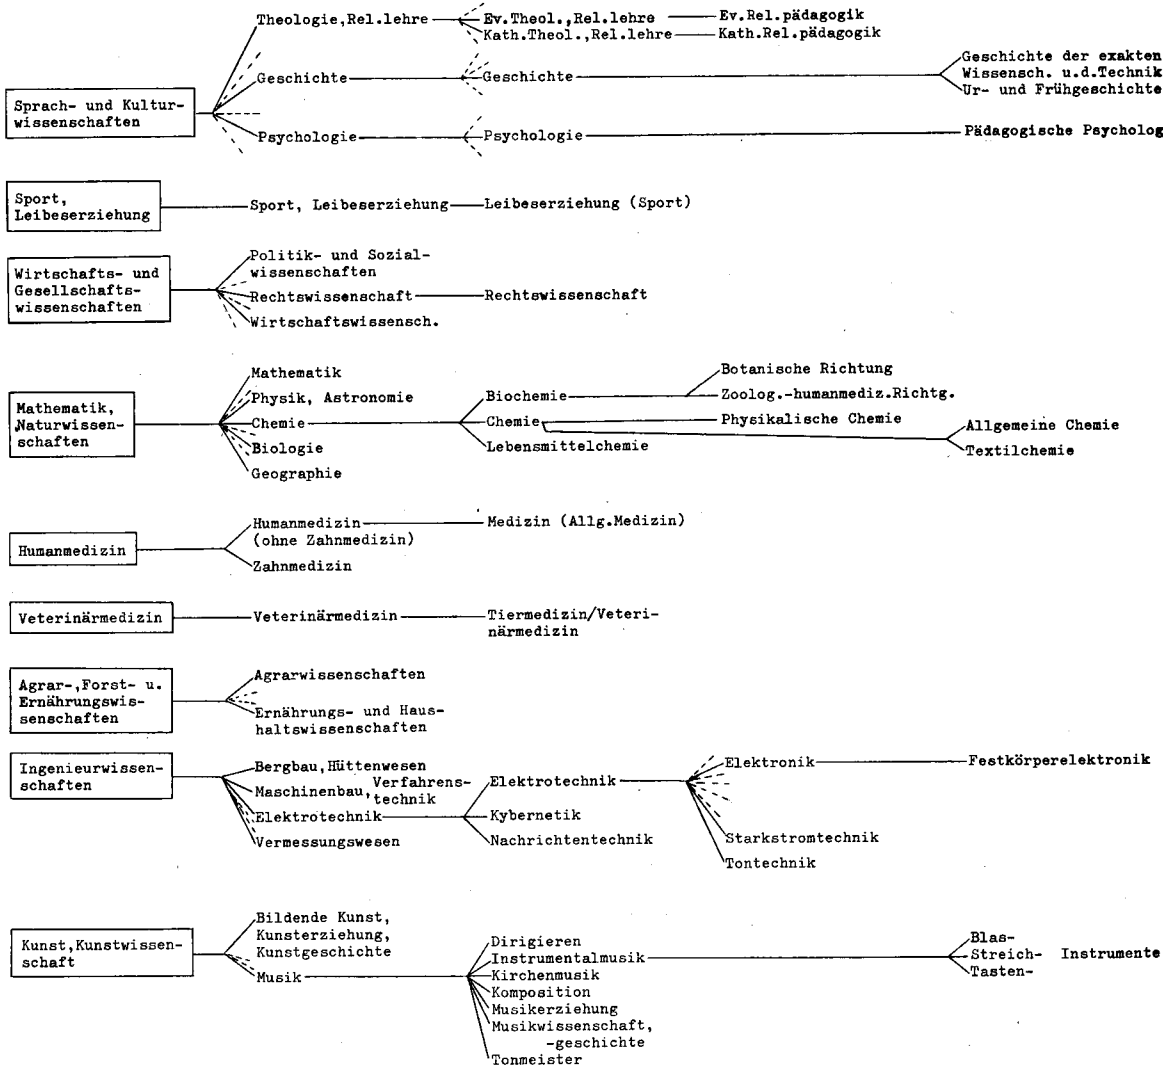 Theologie,Rel.lehre Ev.Theol.,Rel.lehre Ev.Rel.pädagogik
Kath.Theol.,Rel.lehre Kath.Rel.pädagogik
Geschichte der exakten
Geschichte Geschichte Wissensch. u.d.Technik
Ur- und Frühgeschichte
Sprach- und Kultur-
wissenschaften
Psychologie Psychologie Pädagogische Psycholog
Sport,
Leibeserziehung
Sport, Leibeserziehung Leibeserziehung (Sport)
Wirtschafts- und
Gesellschafts-
wissenschaften
Politik- und Sozial-
wissenschaften
Rechtswissenschaft Rechtswissenschaft
Wirtschaftswissensch.
Mathematik,
Naturwissen-
schaften
Mathematik
Physik, Astronomie
Chemie
Biologie
Geographie
Biochemie
Chemie
Lebensmittelchemie
Botanische Richtung
Zoolog.-humanmediz.Richtg.
Physikalische Chemie
Allgemeine Chemie
Textilchemie
Humanmedizin
Humanmedizin Medizin (Allg.Medizin)
(ohne Zahnmedizin)
Zahnmedizin
Veterinärmedizin Veterinärmedizin Tiermedizin/Veteri-
närmedizin
Agrar-,Forst- u.
Ernährungswis-
senschaften
Agrarwissenschaften
Ernährungs- und Haus-
haltswissenschaften
Ingenieurwissen-
schaften
Bergbau,Hüttenwesen
Maschinenbau, Verfahrens-
technik
Elektrotechnik
Vermessungswesen
Elektrotechnik
Kybernetik
Nachrichtentechnik
Elektronik Festkörperelektronik
Starkstromtechnik
Tontechnik
Kunst,Kunstwissen-
schaft
Bildende Kunst,
Kunsterziehung,
Kunstgeschichte
Musik
Dirigieren
Instrumentalmusik
Kirchenmusik
Komposition
Musikerziehung
Musikwissenschaft,
-geschichte
Tonmeister
Blas-
Streich- Instrumente
Tasten-